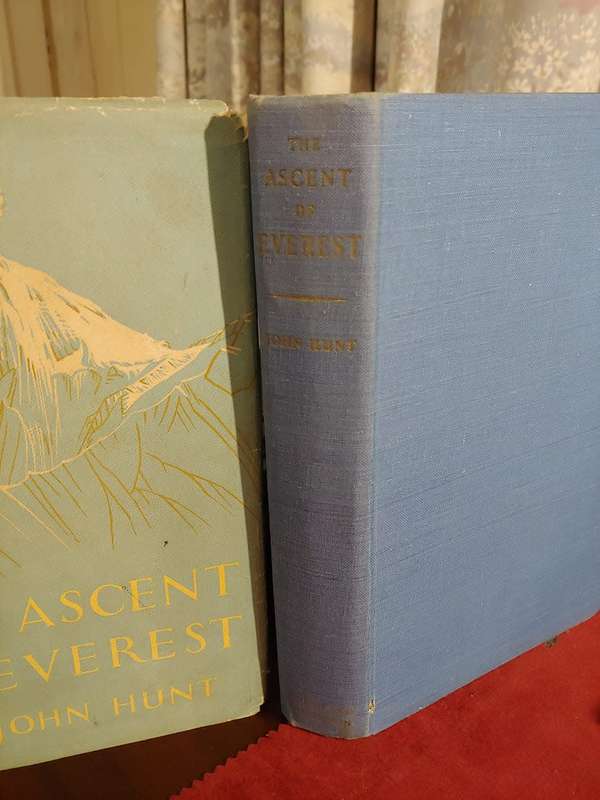 ASCENT
EVEREST
JOHN HUNT
THE
ASCENT
OF
EVEREST
JOHN HUNT